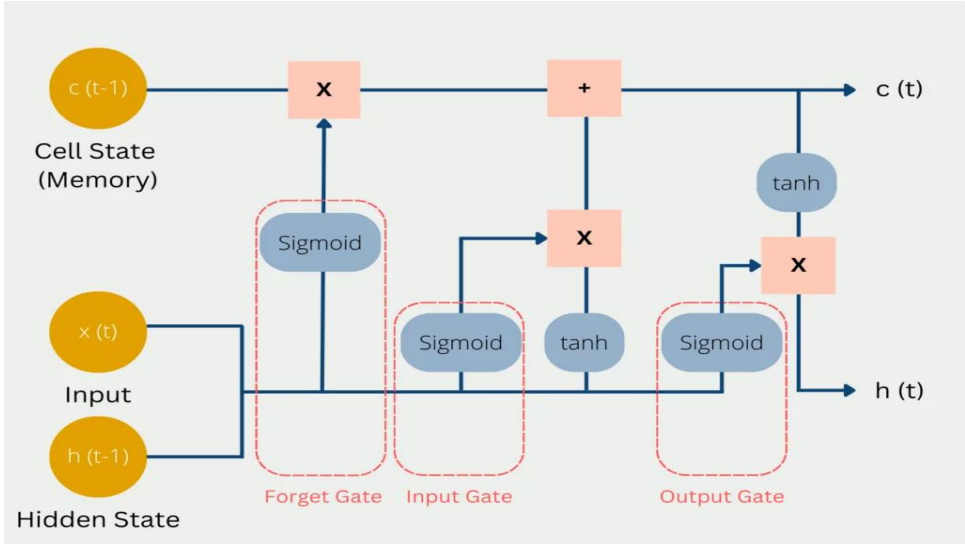 c (t-1)
X
+
c (t)
Cell State
(Memory)
tanh
Sigmoid
X
X
x (t)
Sigmoid
tanh
Sigmoid
Input
h (t)
h (t-1)
Forget Gate
Input Gate
Output Gate
Hidden State